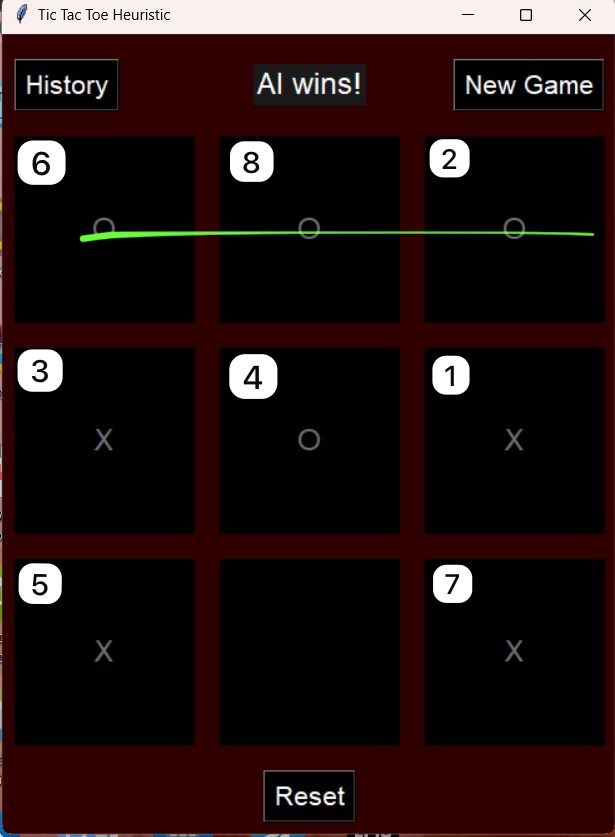 Tic Tac Toe Heuristic
History
AI wins!
New Game
6
8
2
O
O
O
3
4
1
X
O
X
5
7
X
X
Reset